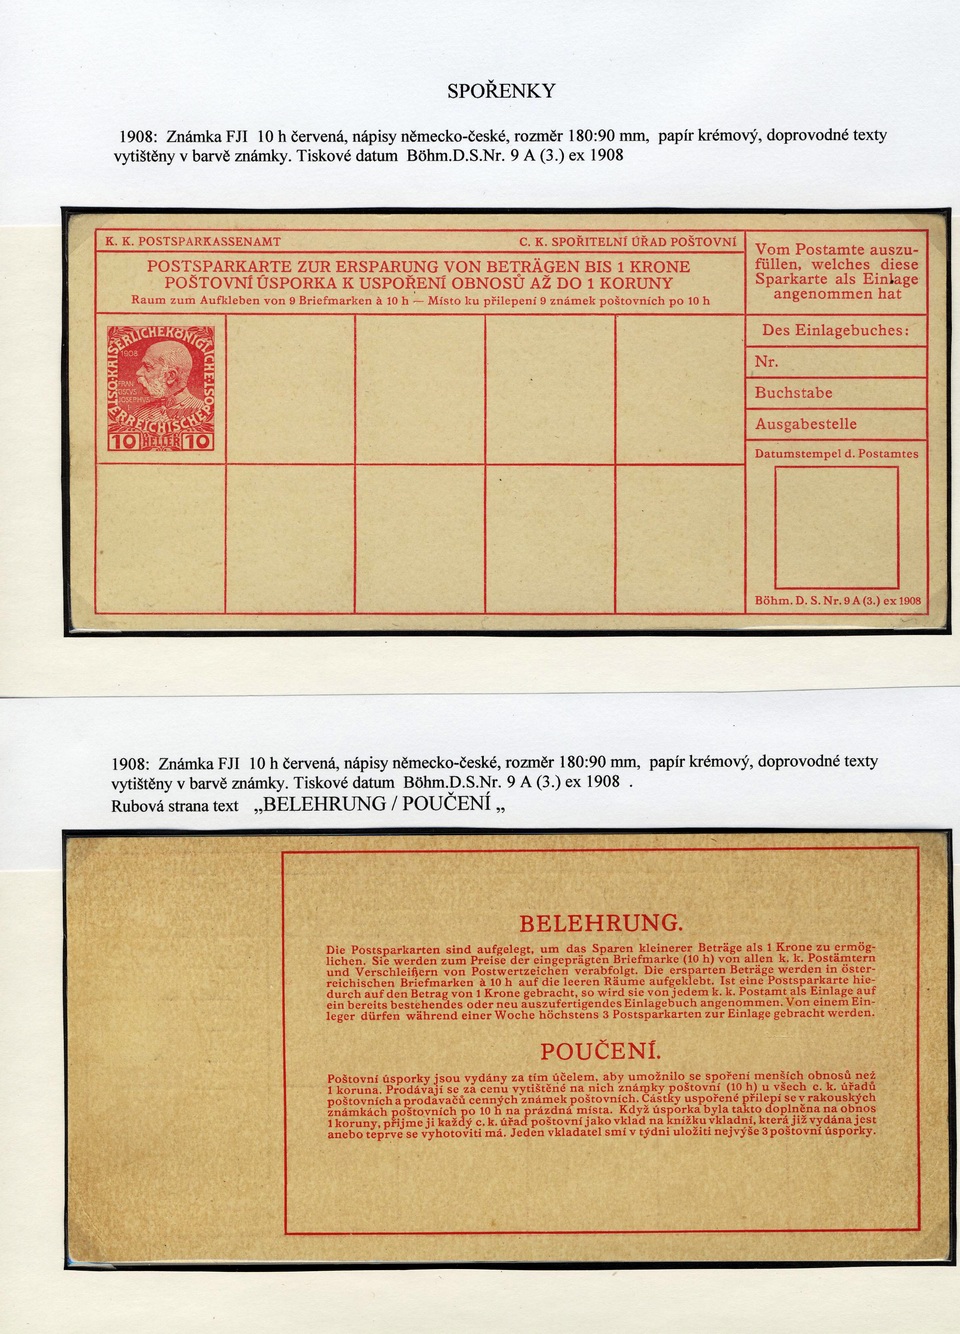 SPOŘENKY
1908: Známka FJI 10 h červená, nápisy německo-české, rozměr 180:90 mm, papír krémový, doprovodné texty
vytištěny v barvě známky. Tiskové datum Böhm.D.S.Nr. 9 A (3.) ex 1908
K. K. POSTSPARKASSENAMT
C. K. SPOŘITELNÍ ÚŘAD POŠTOVNÍ
POSTSPARKARTE ZUR ERSPARUNG VON BETRÄGEN BIS 1 KRONE
POŠTOVNÍ ÚSPORKA K USPOŘENÍ OBNOSŮ AŽ DO 1 KORUNY
Raum zum Aufkleben von 9 Briefmarken à 10 h — Místo ku přilepení 9 známek poštovních po 10 h
Vom Postamte auszu-
füllen, welches diese
Sparkarte als Einlage
angenommen hat
Des Einlagebuches:
Nr.
Buchstabe
Ausgabestelle
Datumstempel d. Postamtes
Böhm. D. S. Nr. 9 A (3.) ex 1908
KAISERLICHE KÖNIGLICHE ÖSTERREICHISCHE POST
1908
FRAN
CISCVS
JOSEPHVS
10 HELLER 10
1908: Známka FJI 10 h červená, nápisy německo-české, rozměr 180:90 mm, papír krémový, doprovodné texty
vytištěny v barvě známky. Tiskové datum Böhm.D.S.Nr. 9 A (3.) ex 1908 .
Rubová strana text „BELEHRUNG / POUČENÍ „
BELEHRUNG.
Die Postsparkarten sind aufgelegt, um das Sparen kleinerer Beträge als 1 Krone zu ermög-
lichen. Sie werden zum Preise der eingeprägten Briefmarke (10 h) von allen k. k. Postämtern
und Verschleißern von Postwertzeichen verabfolgt. Die ersparten Beträge werden in öster-
reichischen Briefmarken à 10 h auf die leeren Räume aufgeklebt. Ist eine Postsparkarte hie-
durch auf den Betrag von 1 Krone gebracht, so wird sie von jedem k. k. Postamt als Einlage auf
ein bereits bestehendes oder neu auszufertigendes Einlagebuch angenommen. Von einem Ein-
leger dürfen während einer Woche höchstens 3 Postsparkarten zur Einlage gebracht werden.
POUČENÍ.
Poštovní úsporky jsou vydány za tím účelem, aby umožnilo se spoření menších obnosů než
1 koruna. Prodávají se za cenu vytištěné na nich známky poštovní (10 h) u všech c. k. úřadů
poštovních a prodavačů cenných známek poštovních. Částky uspořené přilepí se v rakouských
známkách poštovních po 10 h na prázdná místa. Když úsporka byla takto doplněna na obnos
1 koruny, přijme ji každý c. k. úřad poštovní jako vklad na knížku vkladní, která již vydána jest
anebo teprve se vyhotoviti má. Jeden vkladatel smí v týdni uložiti nejvýše 3 poštovní úsporky.